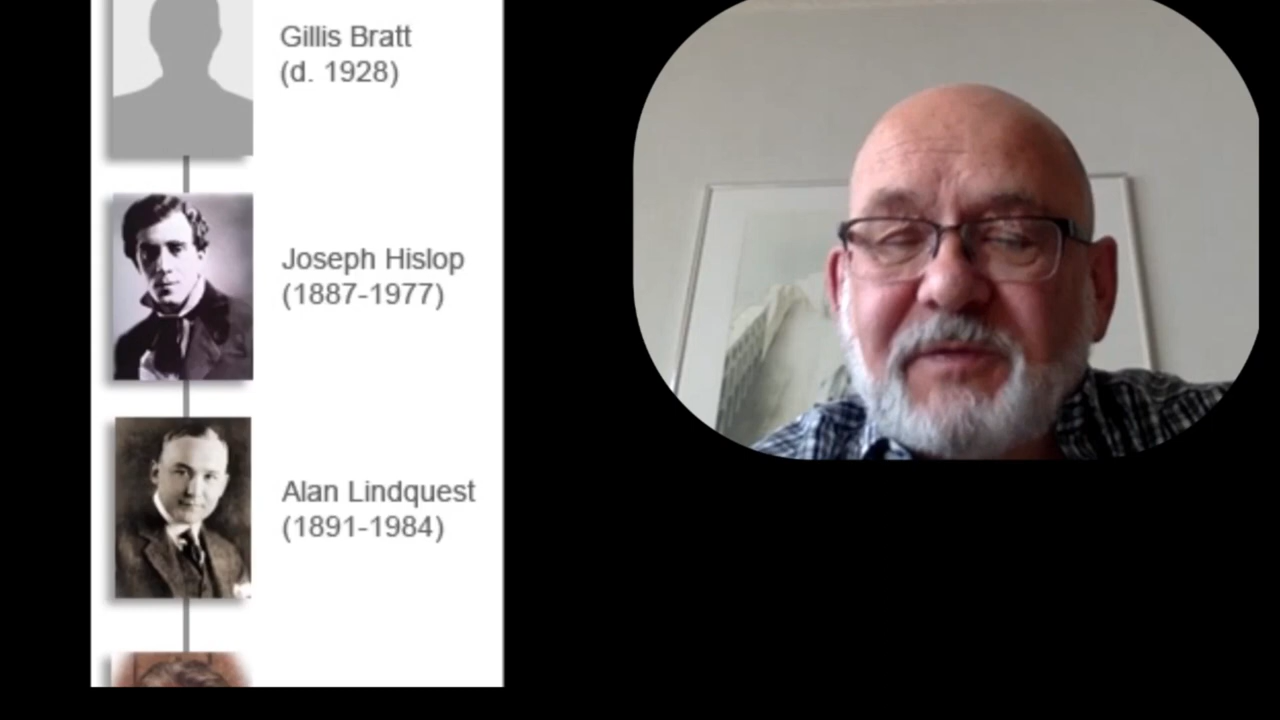 Gillis Bratt
(d. 1928)
Joseph Hislop
(1887-1977)
Alan Lindquest
(1891-1984)